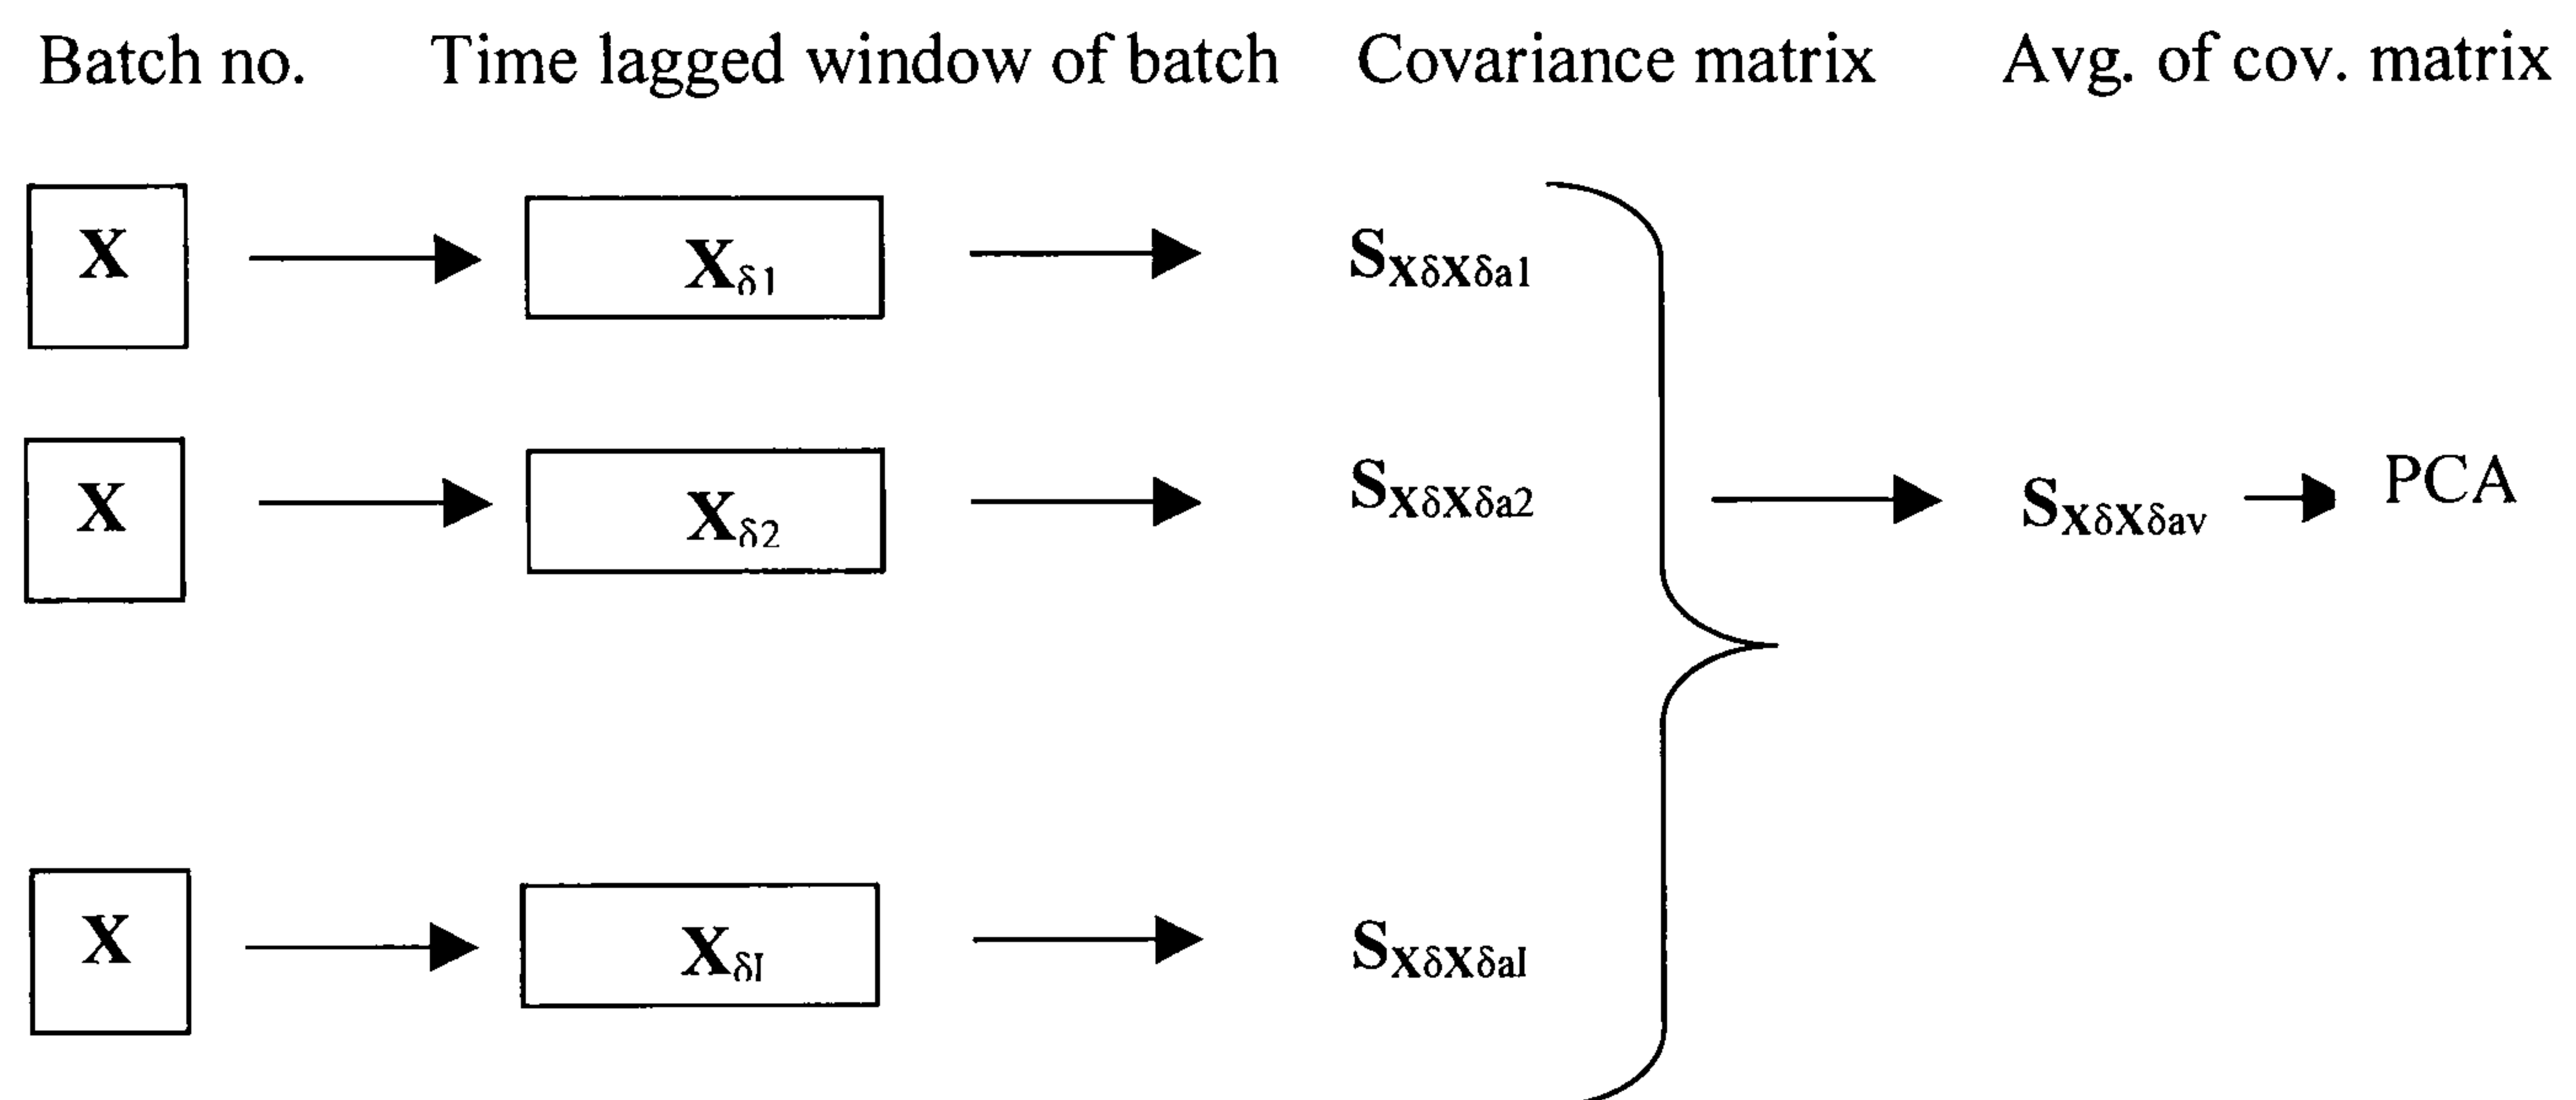 Batch no. Time lagged window of batch Covariance matrix Avg. of cov. matrix
X Xδ1 SXδXδa1
X Xδ2 SXδXδa2 SXδXδav PCA
X XδI SXδXδaI